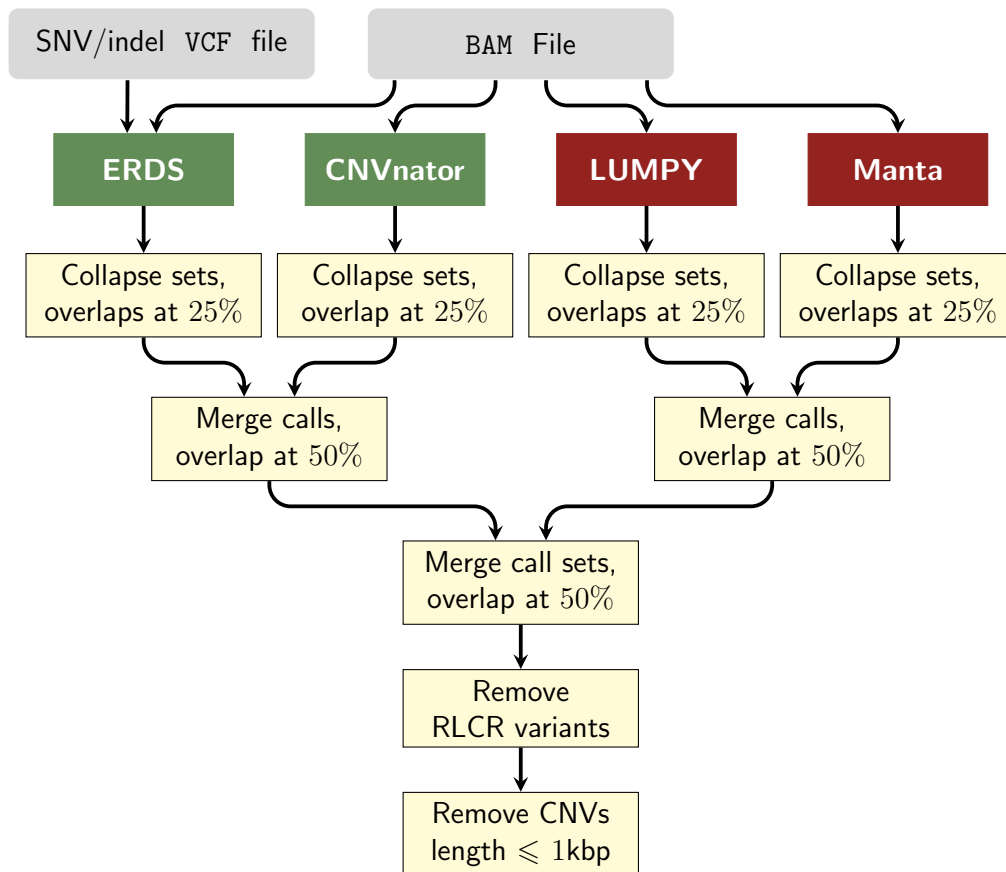 SNV/indel VCF file
BAM File
ERDS
CNVnator
LUMPY
Manta
Collapse sets,
overlaps at 25%
Collapse sets,
overlap at 25%
Collapse sets,
overlaps at 25%
Collapse sets,
overlaps at 25%
Merge calls,
overlap at 50%
Merge calls,
overlap at 50%
Merge call sets,
overlap at 50%
Remove
RLCR variants
Remove CNVs
length ⩽ 1kbp